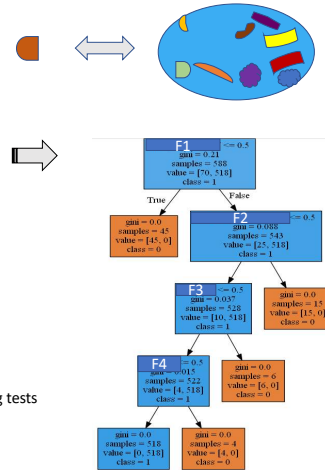 F1 <= 0.5
gini = 0.21
samples = 588
value = [70, 518]
class = 1
True
False
gini = 0.0
samples = 45
value = [45, 0]
class = 0
F2 <= 0.5
gini = 0.088
samples = 543
value = [25, 518]
class = 1
F3 <= 0.5
gini = 0.037
samples = 528
value = [10, 518]
class = 1
gini = 0.0
samples = 15
value = [15, 0]
class = 0
F4 <= 0.5
gini = 0.015
samples = 522
value = [4, 518]
class = 1
gini = 0.0
samples = 6
value = [6, 0]
class = 0
tests
gini = 0.0
samples = 518
value = [0, 518]
class = 1
gini = 0.0
samples = 4
value = [4, 0]
class = 0